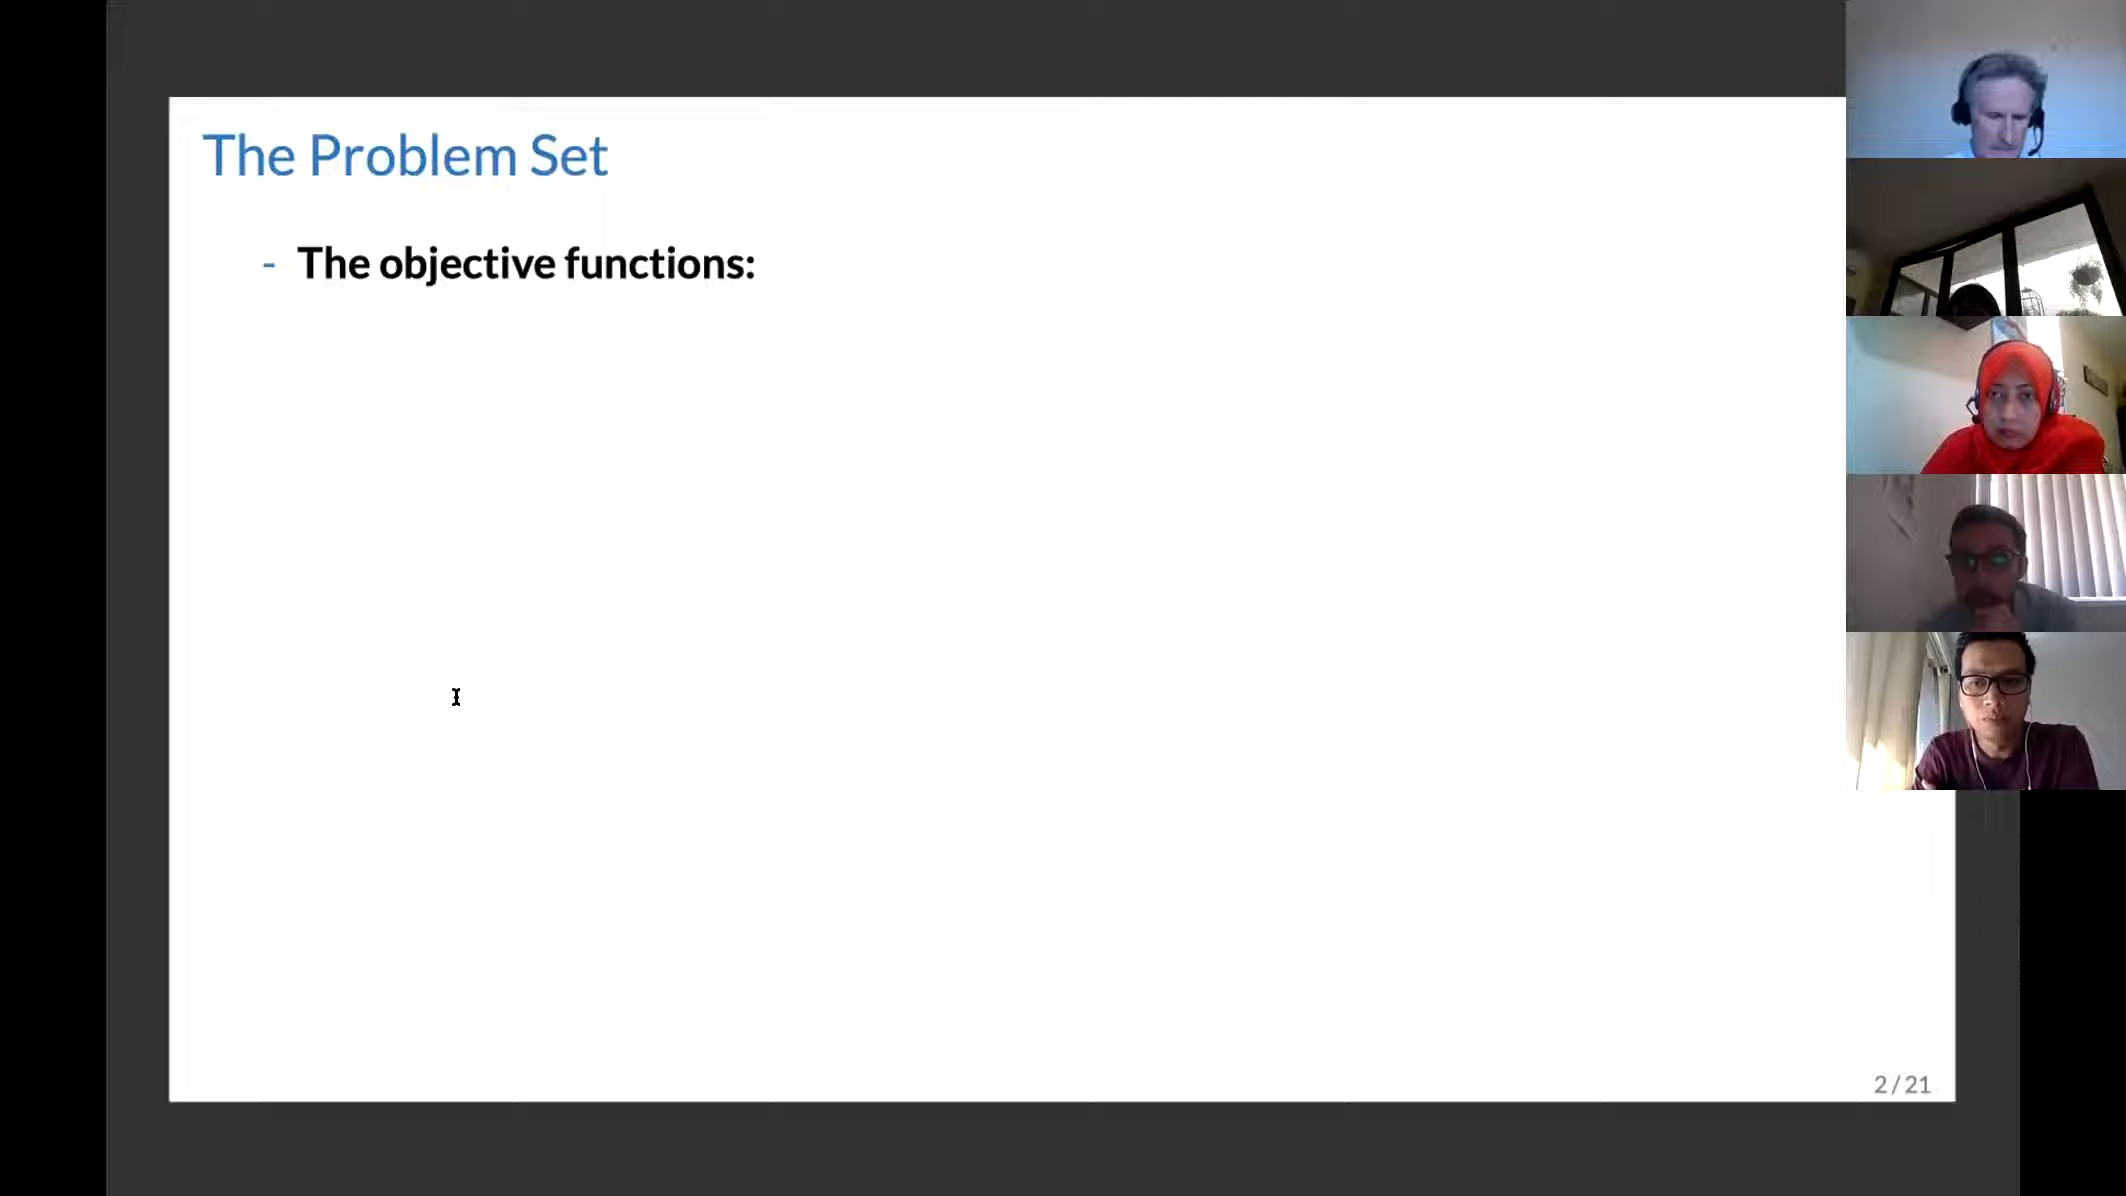 The Problem Set
- The objective functions:
2 / 21